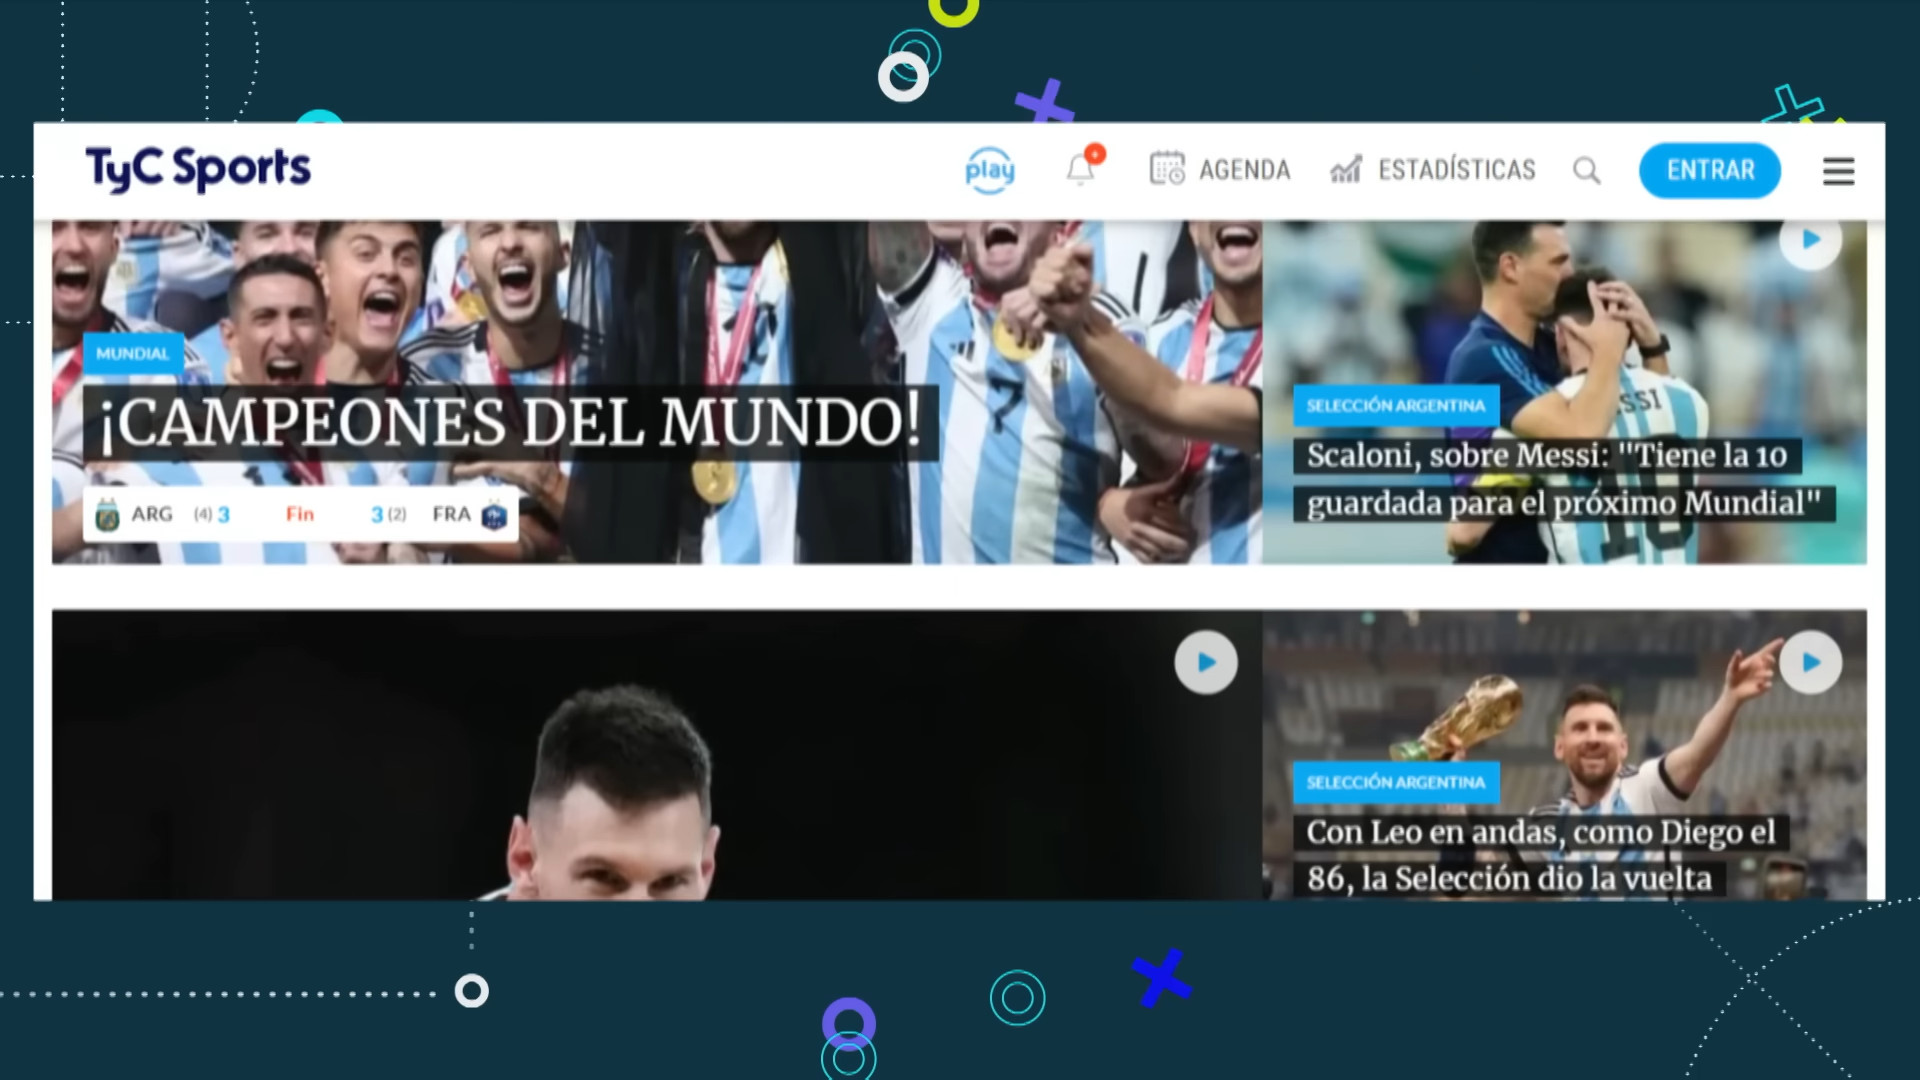 TyC Sports
play
AGENDA
ESTADÍSTICAS
ENTRAR
MUNDIAL
¡CAMPEONES DEL MUNDO!
ARG (4) 3 Fin 3 (2) FRA
7
SELECCIÓN ARGENTINA
Scaloni, sobre Messi: "Tiene la 10
guardada para el próximo Mundial"
10
SELECCIÓN ARGENTINA
Con Leo en andas, como Diego el
86, la Selección dio la vuelta